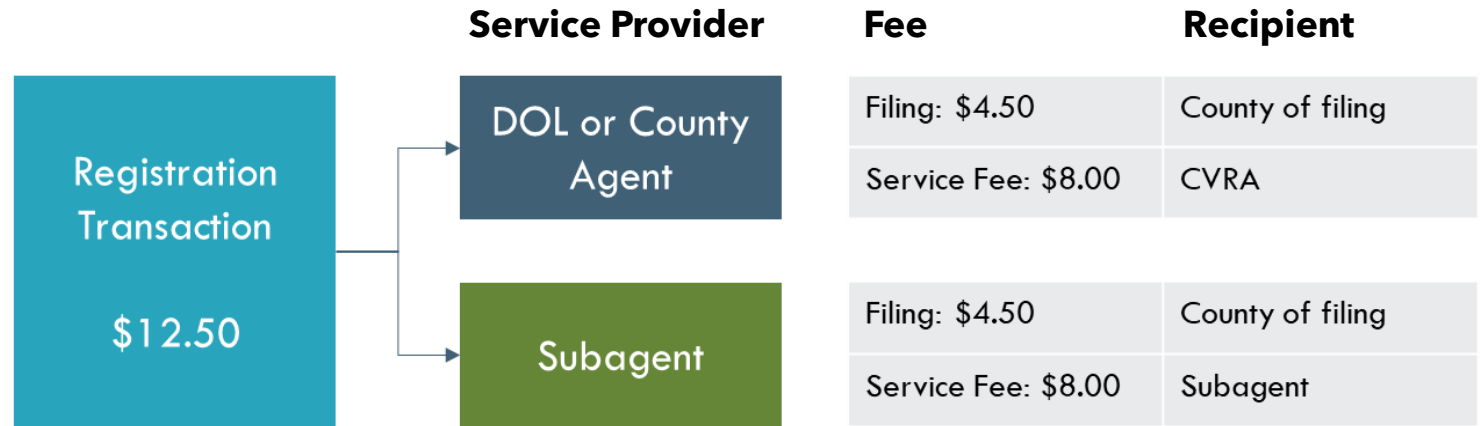 Service Provider
Fee
Recipient
Registration
Transaction
$12.50
DOL or County
Agent
Filing: $4.50
County of filing
Service Fee: $8.00
CVRA
Subagent
Filing: $4.50
County of filing
Service Fee: $8.00
Subagent